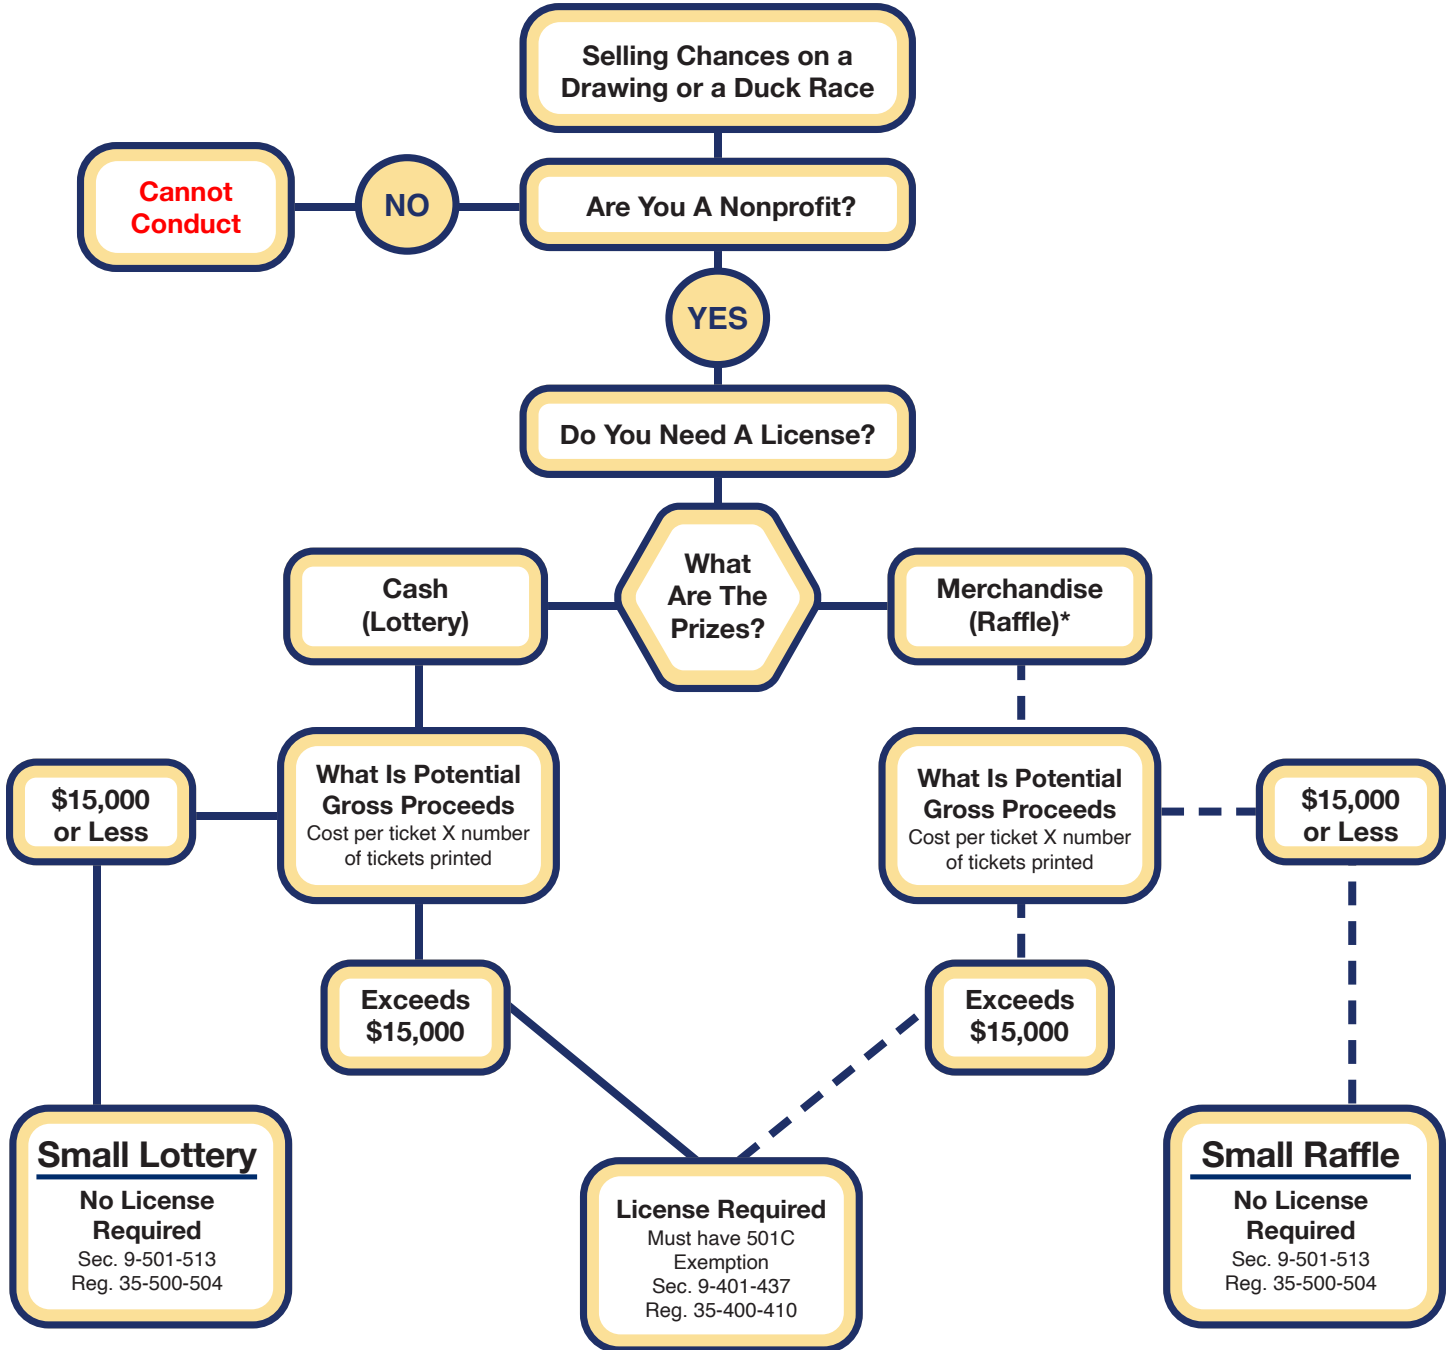 Selling Chances on a
Drawing or a Duck Race
Cannot
Conduct
NO
Are You A Nonprofit?
YES
Do You Need A License?
What
Are The
Prizes?
Cash
(Lottery)
Merchandise
(Raffle)*
$15,000
or Less
What Is Potential
Gross Proceeds
Cost per ticket X number
of tickets printed
What Is Potential
Gross Proceeds
Cost per ticket X number
of tickets printed
$15,000
or Less
Exceeds
$15,000
Exceeds
$15,000
Small Lottery
No License
Required
Sec. 9-501-513
Reg. 35-500-504
License Required
Must have 501C
Exemption
Sec. 9-401-437
Reg. 35-400-410
Small Raffle
No License
Required
Sec. 9-501-513
Reg. 35-500-504